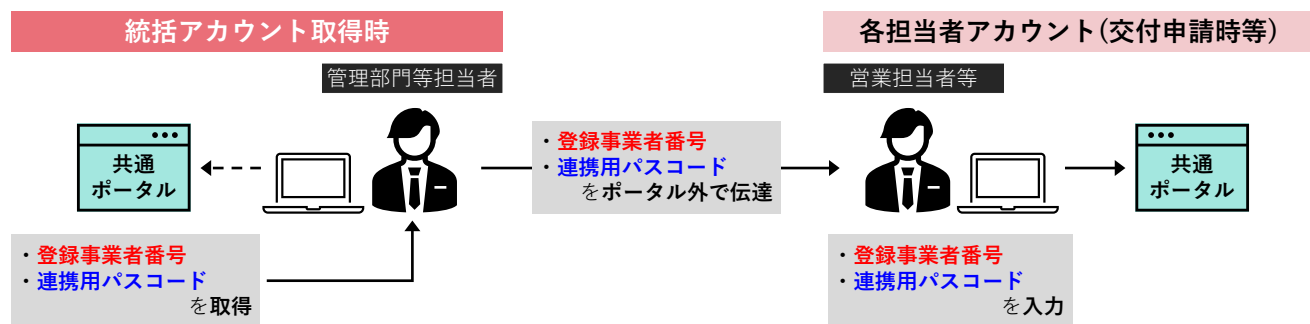 統括アカウント取得時
各担当者アカウント(交付申請時等)
管理部門等担当者
営業担当者等
共通
ポータル
・登録事業者番号
・連携用パスコード
をポータル外で伝達
共通
ポータル
・登録事業者番号
・連携用パスコード
を取得
・登録事業者番号
・連携用パスコード
を入力